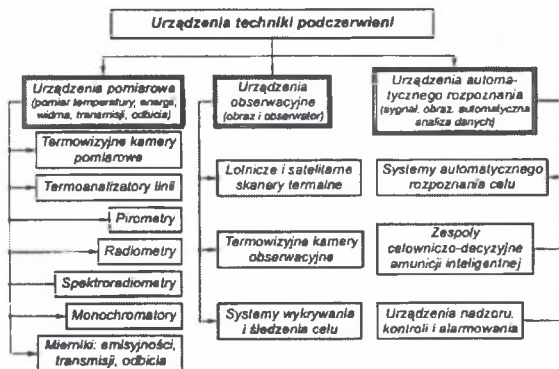 Urządzenia techniki podczerwieni
Urządzenia pomiarowa
(pomiar temperatury, energii,
widma, transmisji, odbicia)
Termowizyjne kamery
pomiarowe
Termoanalizatory linii
Pirometry
Radiometry
Spektroradiometry
Monochromatory
Mierniki: emisyjności,
transmisji, odbicia
Urządzenia
obserwacyjne
(obraz i obserwator)
Lotnicze i satelitarne
skanery termalne
Termowizyjne kamery
obserwacyjne
Systemy wykrywania
i śledzenia celu
Urządzenia automa-
tycznego rozpoznania
(sygnał, obraz, automatyczna
analiza danych)
Systemy automatycznego
rozpoznania celu
Zespoły
celowniczo-decyzyjne
amunicji inteligentnej
Urządzenia nadzoru,
kontroli i alarmowania